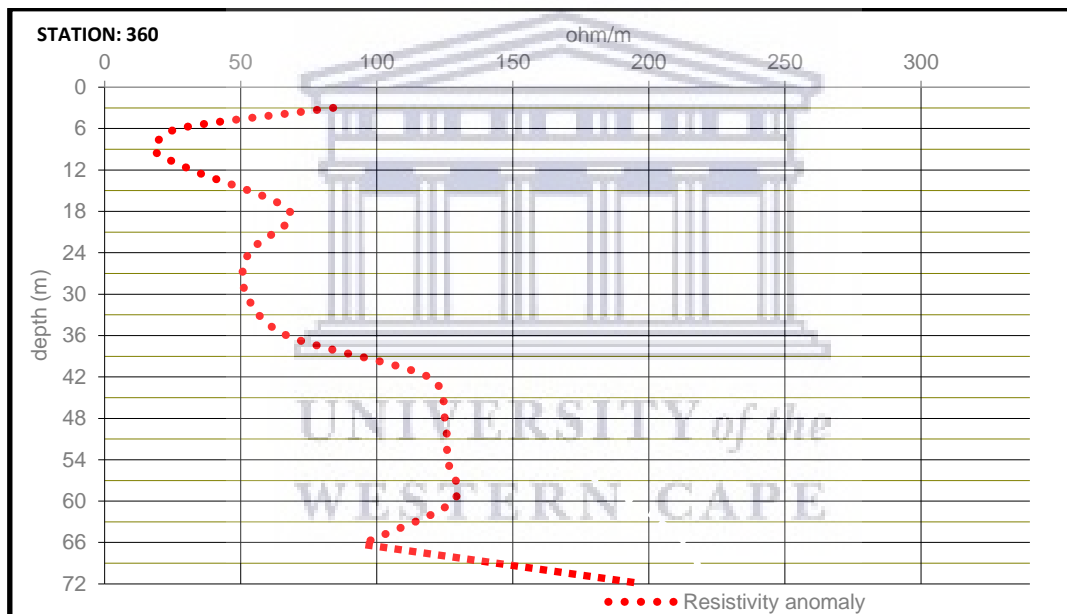 STATION: 360
ohm/m
0 50 100 150 200 250 300
0
6
12
18
24
30
36
42
48
54
60
66
72
depth (m)
UNIVERSITY of the
WESTERN CAPE
Resistivity anomaly